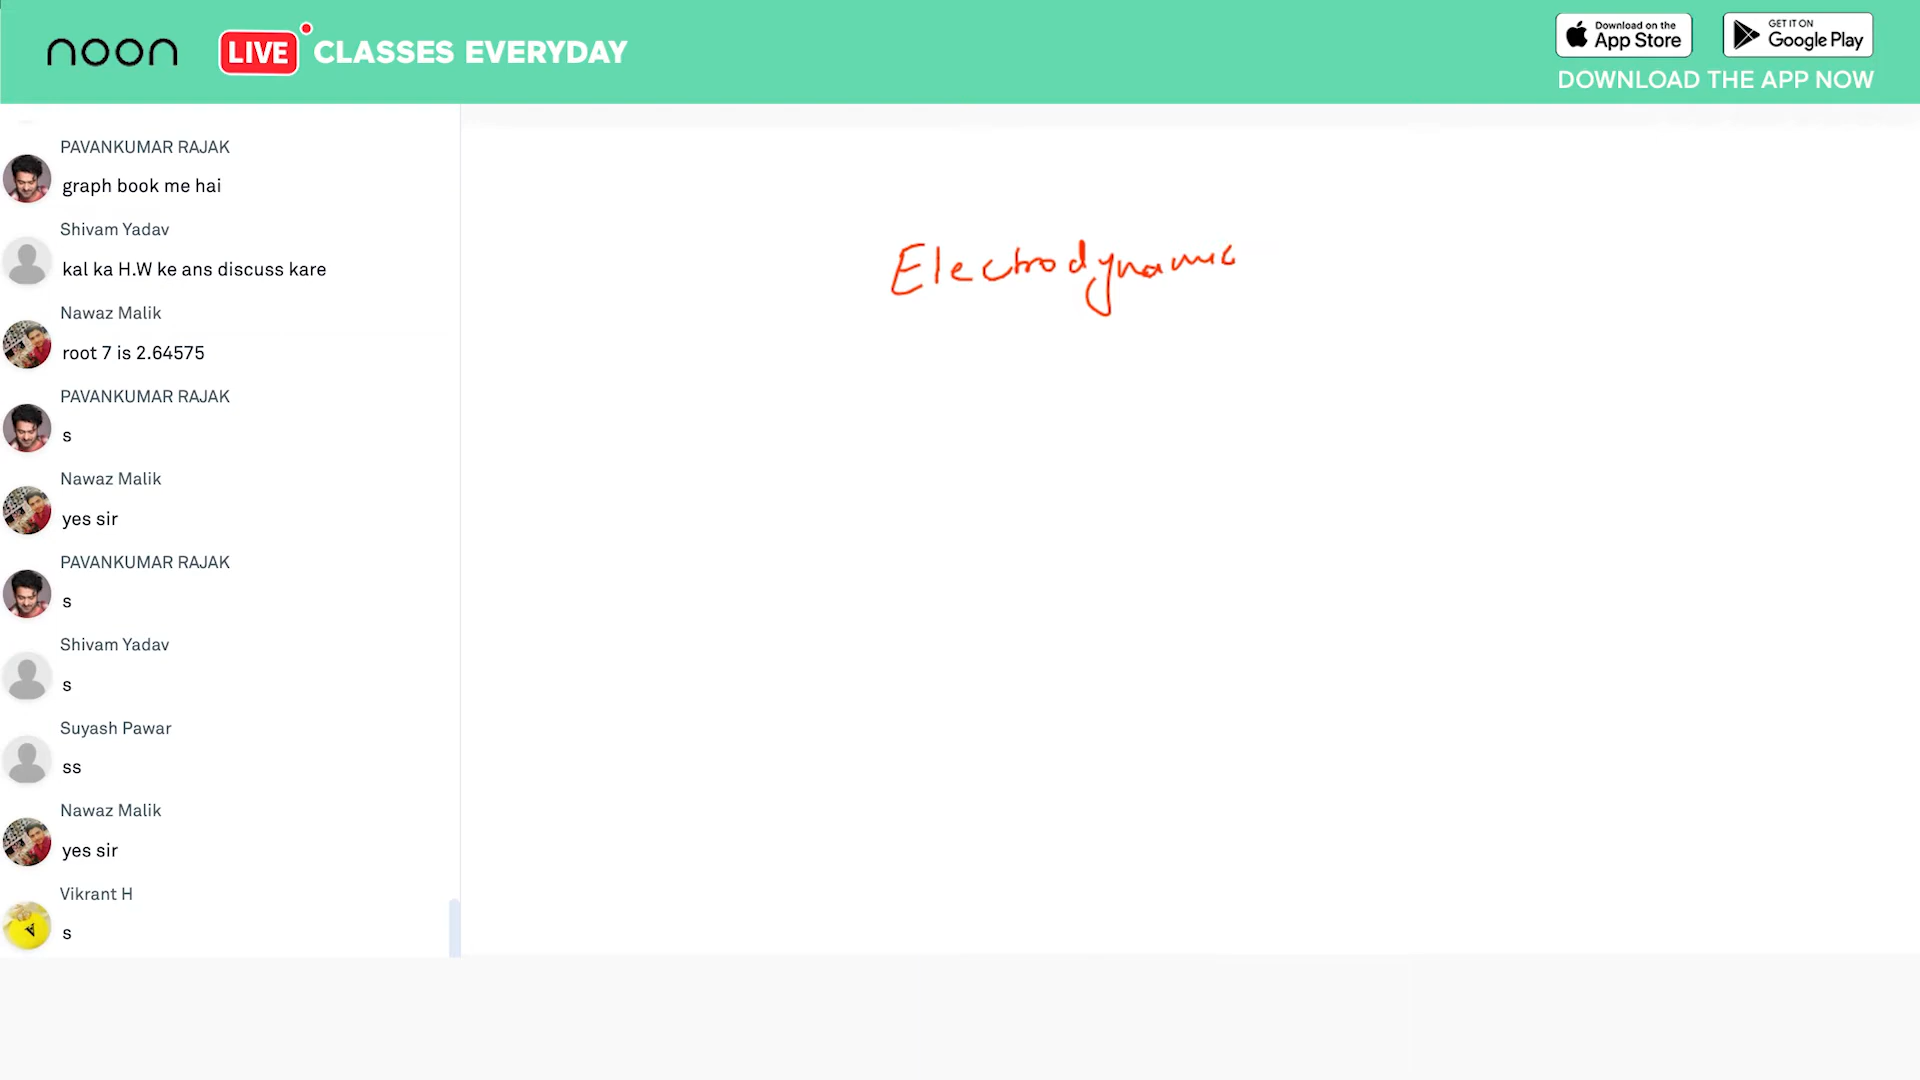 noon LIVE CLASSES EVERYDAY
Download on the App Store
GET IT ON Google Play
DOWNLOAD THE APP NOW
PAVANKUMAR RAJAK
graph book me hai
Shivam Yadav
kal ka H.W ke ans discuss kare
Nawaz Malik
root 7 is 2.64575
PAVANKUMAR RAJAK
s
Nawaz Malik
yes sir
PAVANKUMAR RAJAK
s
Shivam Yadav
s
Suyash Pawar
ss
Nawaz Malik
yes sir
Vikrant H
s
Electrodynamic